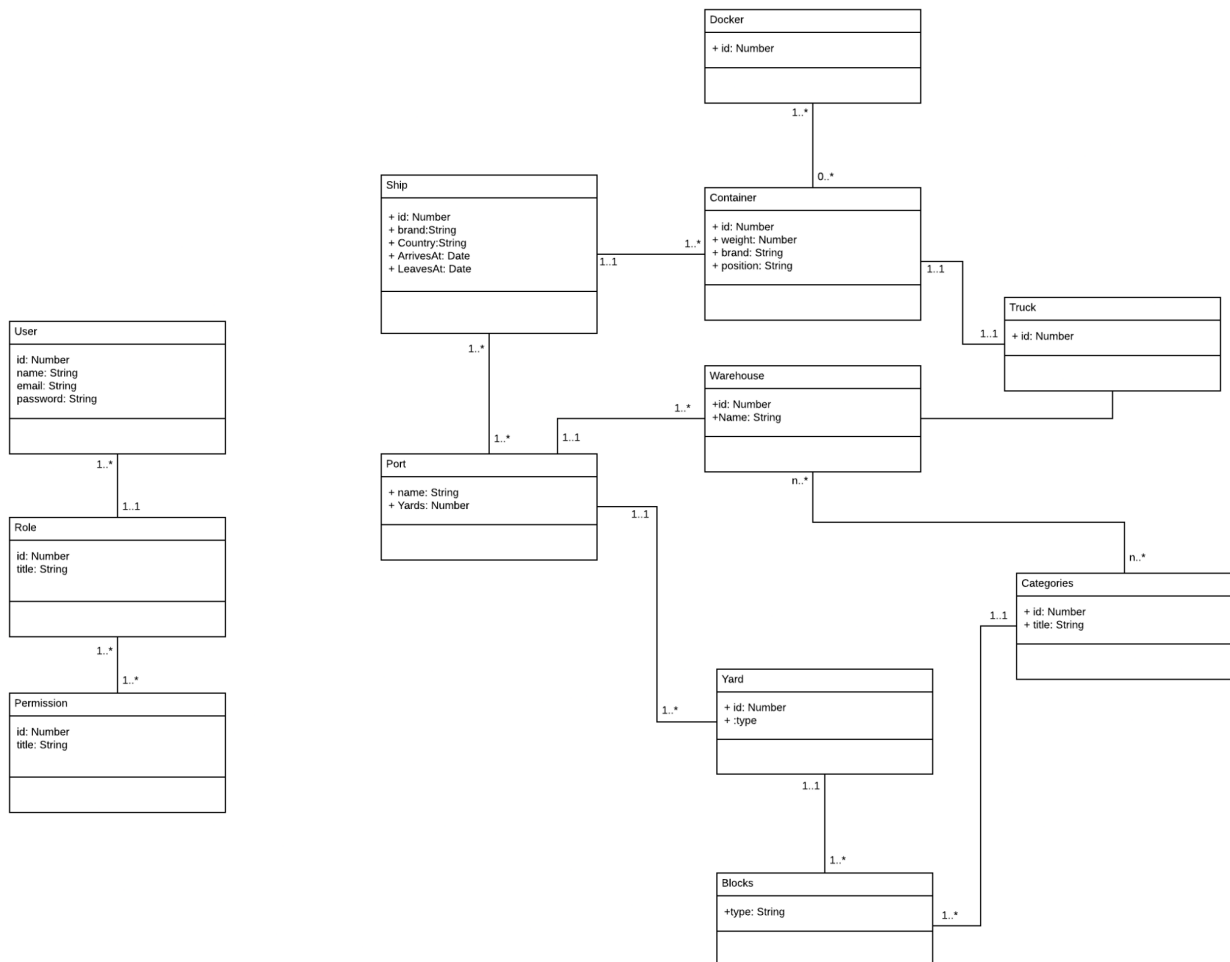 Docker
+ id: Number
1..*
0..*
Ship
+ id: Number
+ brand:String
+ Country:String
+ ArrivesAt: Date
+ LeavesAt: Date
1..1
1..*
Container
+ id: Number
+ weight: Number
+ brand: String
+ position: String
1..1
1..1
Truck
+ id: Number
User
id: Number
name: String
email: String
password: String
1..*
1..1
Role
id: Number
title: String
1..*
1..*
Permission
id: Number
title: String
1..*
1..*
1..1
1..*
Warehouse
+id: Number
+Name: String
n..*
n..*
Port
+ name: String
+ Yards: Number
1..1
1..*
Categories
+ id: Number
+ title: String
1..1
Yard
+ id: Number
+ :type
1..1
1..*
Blocks
+type: String
1..*